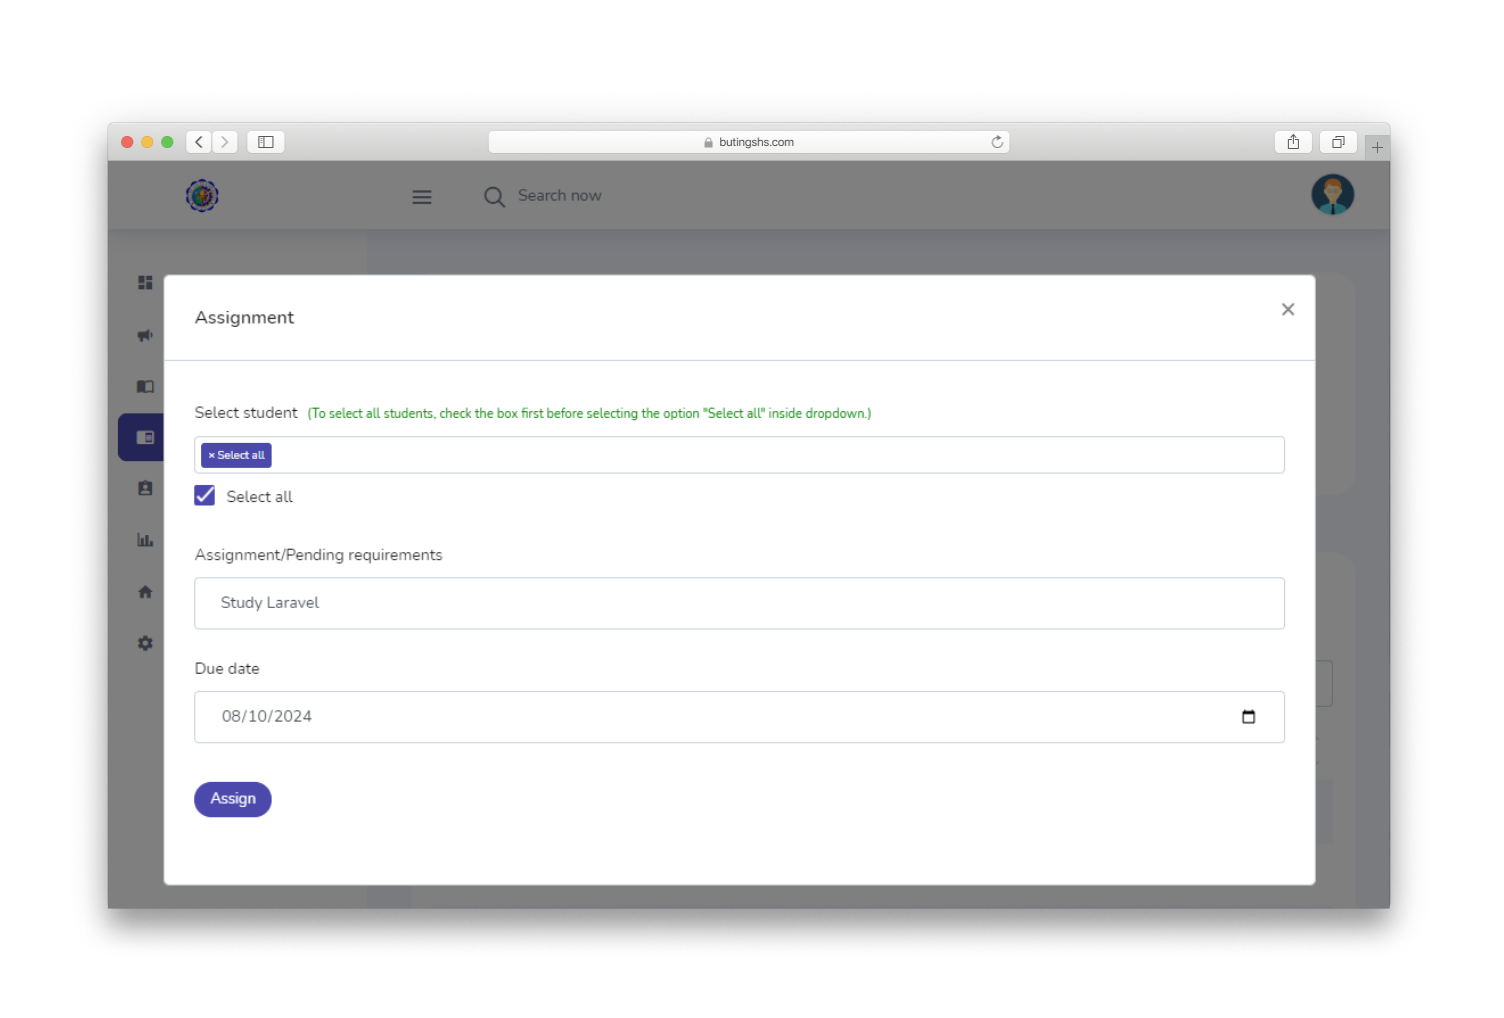 butingshs.com
Search now
Assignment
Select student (To select all students, check the box first before selecting the option "Select all" inside dropdown.)
× Select all
Select all
Assignment/Pending requirements
Study Laravel
Due date
08/10/2024
Assign